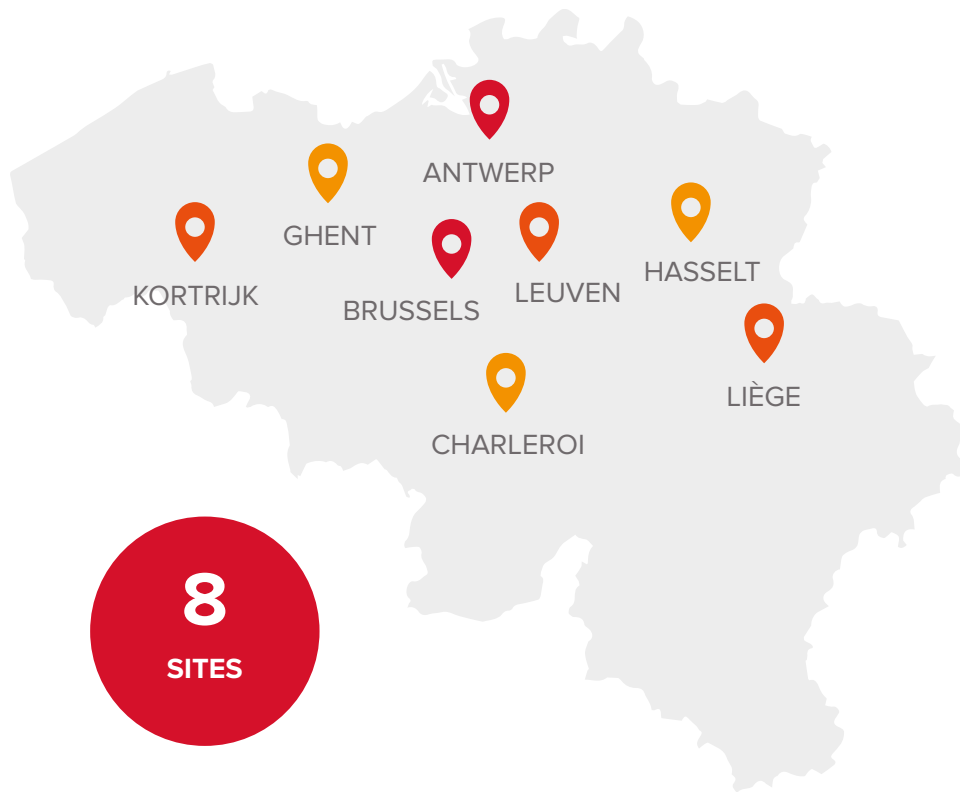 ANTWERP
GHENT
HASSELT
LEUVEN
KORTRIJK
BRUSSELS
LIÈGE
CHARLEROI
8
SITES